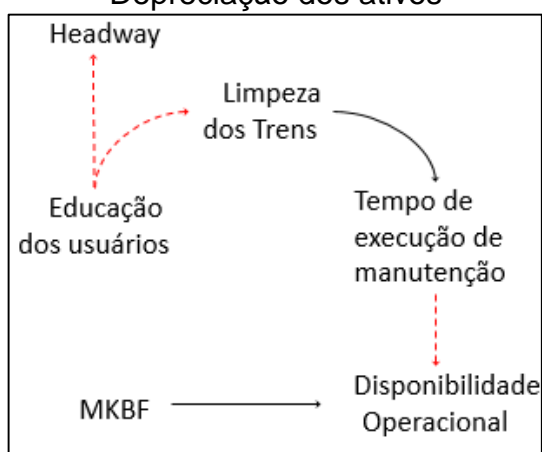 Depreciação dos ativos
Headway
Limpeza
dos Trens
Educação
dos usuários
Tempo de
execução de
manutenção
MKBF
Disponibilidade
Operacional